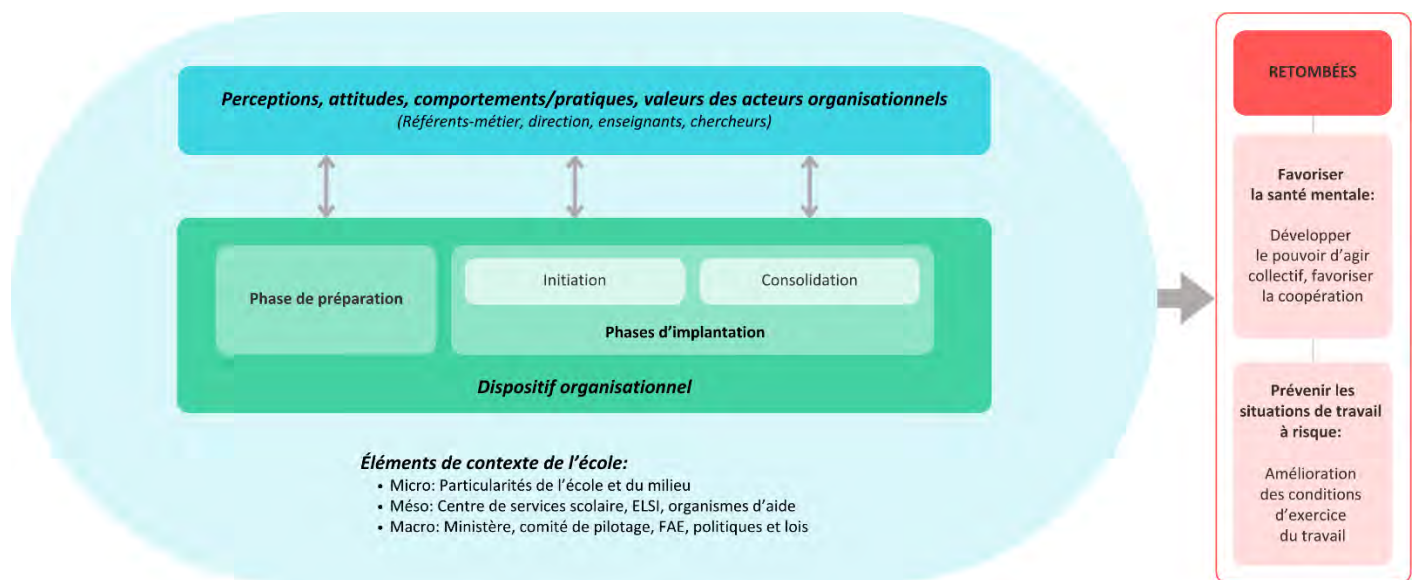 Perceptions, attitudes, comportements/pratiques, valeurs des acteurs organisationnels
(Référents-métier, direction, enseignants, chercheurs)
Phase de préparation
Initiation
Consolidation
Phases d’implantation
Dispositif organisationnel
Éléments de contexte de l’école:
• Micro: Particularités de l’école et du milieu
• Méso: Centre de services scolaire, ELSI, organismes d’aide
• Macro: Ministère, comité de pilotage, FAE, politiques et lois
RETOMBÉES
Favoriser
la santé mentale:
Développer
le pouvoir d’agir
collectif, favoriser
la coopération
Prévenir les
situations de travail
à risque:
Amélioration
des conditions
d’exercice
du travail